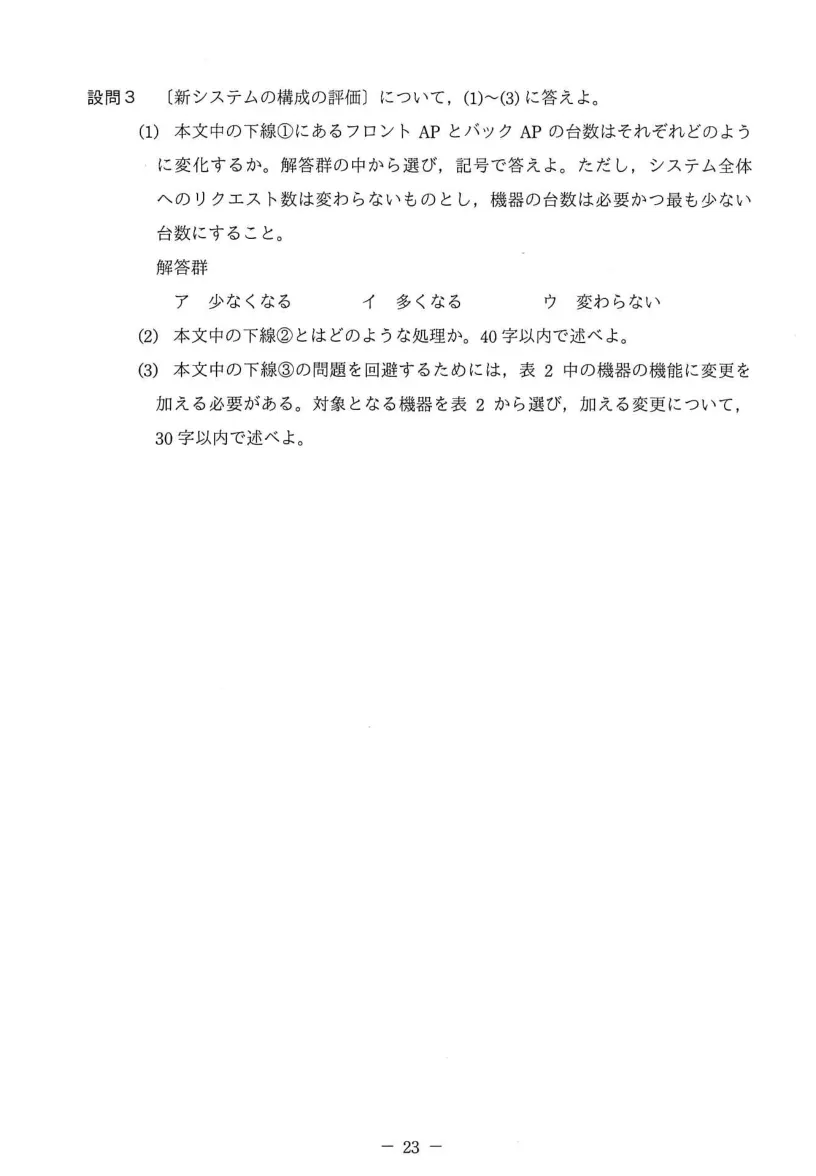 設問3 〔新システムの構成の評価〕について，(1)～(3)に答えよ。
(1) 本文中の下線①にあるフロント AP とバック AP の台数はそれぞれどのよう
に変化するか。解答群の中から選び，記号で答えよ。ただし，システム全体
へのリクエスト数は変わらないものとし，機器の台数は必要かつ最も少ない
台数にすること。
解答群
ア 少なくなる イ 多くなる ウ 変わらない
(2) 本文中の下線②とはどのような処理か。40 字以内で述べよ。
(3) 本文中の下線③の問題を回避するためには，表 2 中の機器の機能に変更を
加える必要がある。対象となる機器を表 2 から選び，加える変更について，
30 字以内で述べよ。
－ 23 －